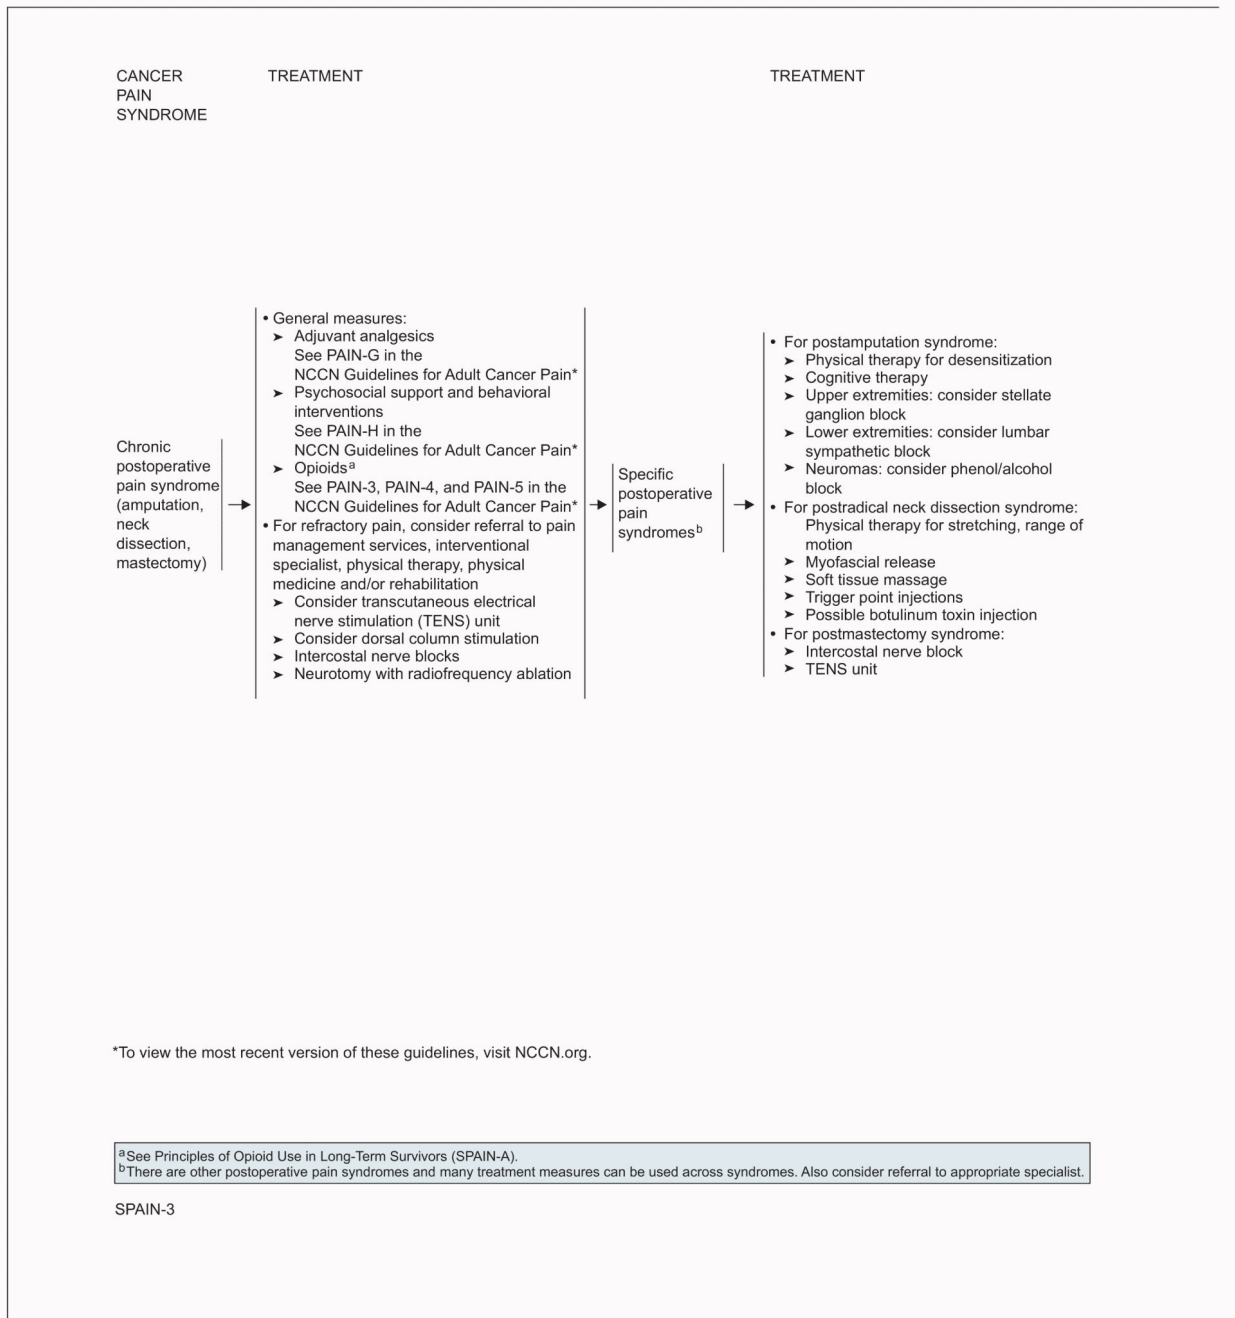 CANCER
PAIN
SYNDROME
TREATMENT
TREATMENT
Chronic
postoperative
pain syndrome
(amputation,
neck
dissection,
mastectomy)
• General measures:
➤ Adjuvant analgesics
See PAIN-G in the
NCCN Guidelines for Adult Cancer Pain*
➤ Psychosocial support and behavioral
interventions
See PAIN-H in the
NCCN Guidelines for Adult Cancer Pain*
➤ Opioidsa
See PAIN-3, PAIN-4, and PAIN-5 in the
NCCN Guidelines for Adult Cancer Pain*
• For refractory pain, consider referral to pain
management services, interventional
specialist, physical therapy, physical
medicine and/or rehabilitation
➤ Consider transcutaneous electrical
nerve stimulation (TENS) unit
➤ Consider dorsal column stimulation
➤ Intercostal nerve blocks
➤ Neurotomy with radiofrequency ablation
Specific
postoperative
pain
syndromesb
• For postamputation syndrome:
➤ Physical therapy for desensitization
➤ Cognitive therapy
➤ Upper extremities: consider stellate
ganglion block
➤ Lower extremities: consider lumbar
sympathetic block
➤ Neuromas: consider phenol/alcohol
block
• For postradical neck dissection syndrome:
Physical therapy for stretching, range of
motion
➤ Myofascial release
➤ Soft tissue massage
➤ Trigger point injections
➤ Possible botulinum toxin injection
• For postmastectomy syndrome:
➤ Intercostal nerve block
➤ TENS unit
*To view the most recent version of these guidelines, visit NCCN.org.
aSee Principles of Opioid Use in Long-Term Survivors (SPAIN-A).
bThere are other postoperative pain syndromes and many treatment measures can be used across syndromes. Also consider referral to appropriate specialist.
SPAIN-3